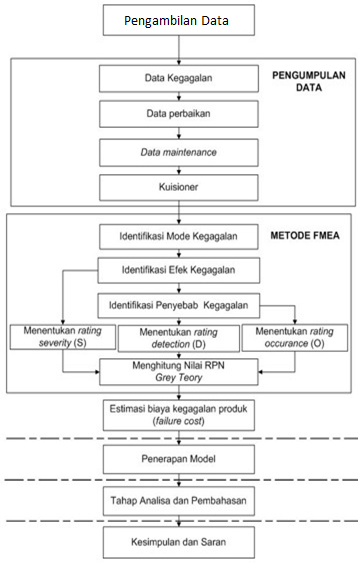 Pengambilan Data
PENGUMPULAN
DATA
Data Kegagalan
Data perbaikan
Data maintenance
Kuisioner
METODE FMEA
Identifikasi Mode Kegagalan
Identifikasi Efek Kegagalan
Identifikasi Penyebab Kegagalan
Menentukan rating
severity (S)
Menentukan rating
detection (D)
Menentukan rating
occurance (O)
Menghitung Nilai RPN
Grey Teory
Estimasi biaya kegagalan produk
(failure cost)
Penerapan Model
Tahap Analisa dan Pembahasan
Kesimpulan dan Saran